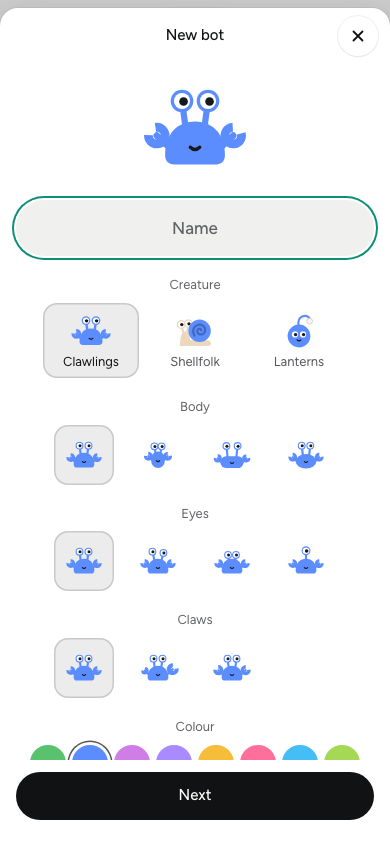 New bot
Name
Creature
Clawlings
Shellfolk
Lanterns
Body
Eyes
Claws
Colour
Next